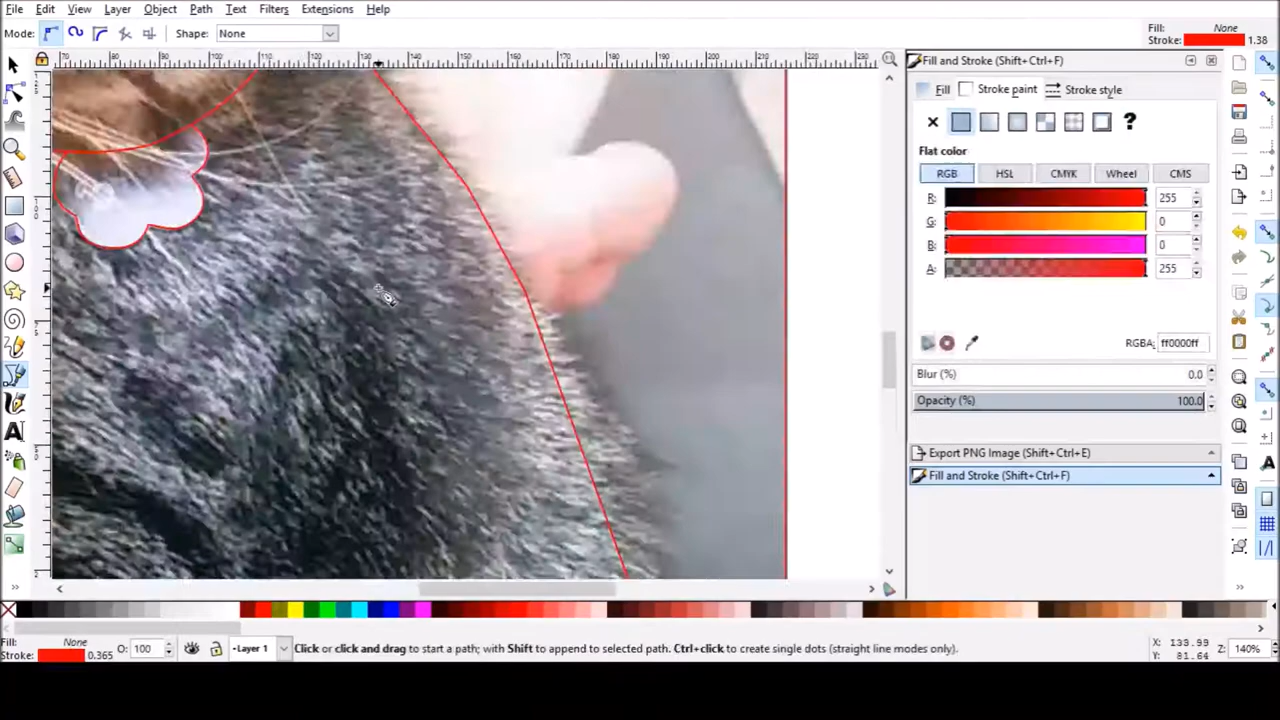 File Edit View Layer Object Path Text Filters Extensions Help
Mode: Shape: None
Fill: None
Stroke: 1.38
Fill and Stroke (Shift+Ctrl+F)
Fill Stroke paint Stroke style
?
Flat color
RGB HSL CMYK Wheel CMS
R: 255
G: 0
B: 0
A: 255
RGBA: ff0000ff
Blur (%) 0.0
Opacity (%) 100.0
Export PNG Image (Shift+Ctrl+E)
Fill and Stroke (Shift+Ctrl+F)
Fill: None
Stroke: 0.365
O: 100
Layer 1
Click or click and drag to start a path; with Shift to append to selected path. Ctrl+click to create single dots (straight line modes only).
X: 133.99
Y: 81.64
Z: 140%